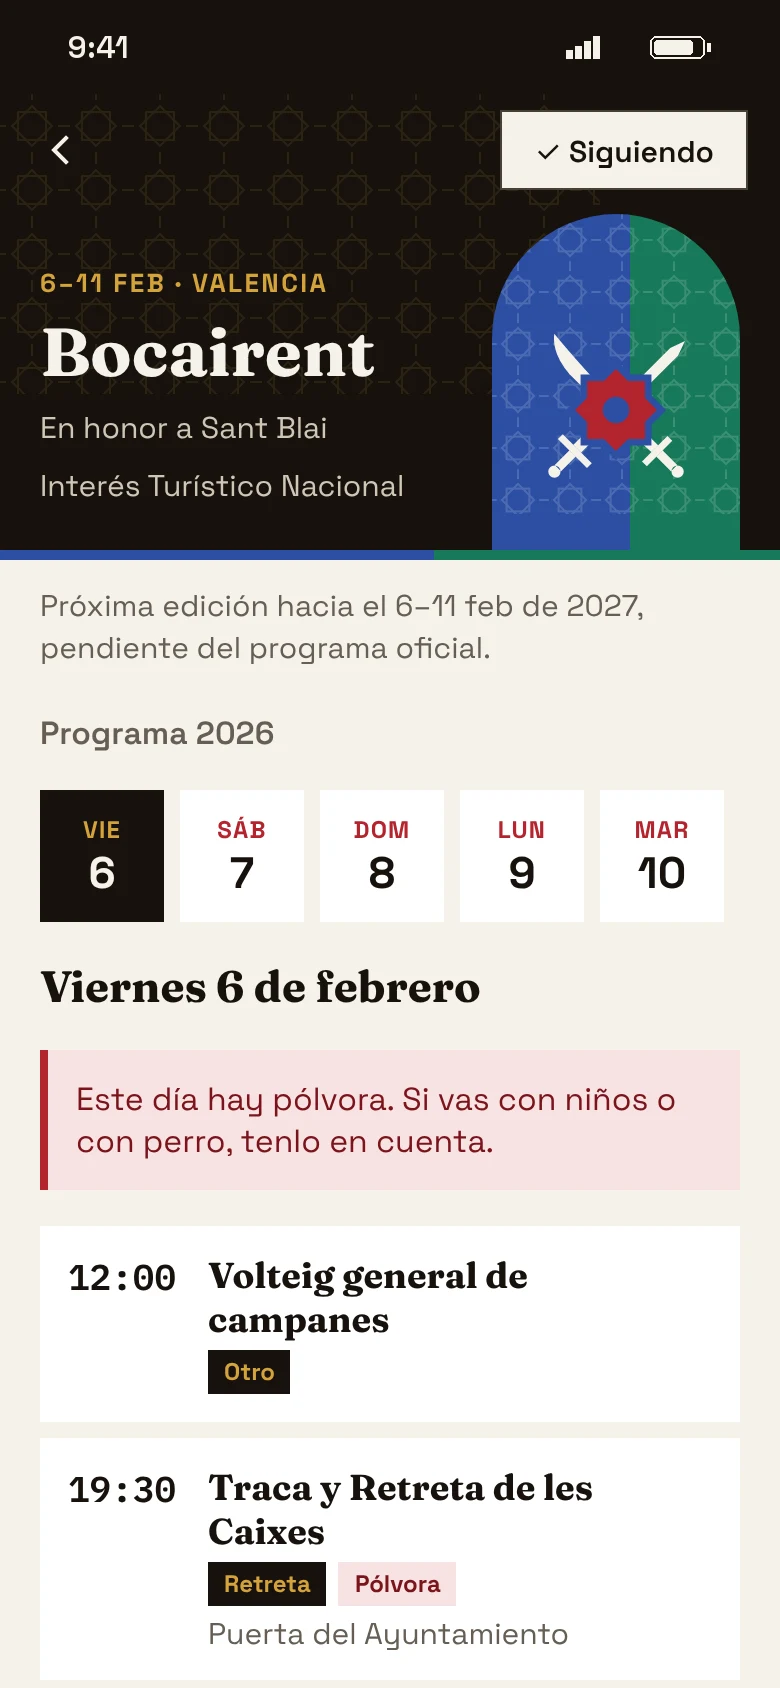 9:41
✓ Siguiendo
6–11 FEB · VALENCIA
Bocairent
En honor a Sant Blai
Interés Turístico Nacional
Próxima edición hacia el 6–11 feb de 2027,
pendiente del programa oficial.
Programa 2026
VIE SÁB DOM LUN MAR
6 7 8 9 10
Viernes 6 de febrero
Este día hay pólvora. Si vas con niños o
con perro, tenlo en cuenta.
12:00 Volteig general de
campanes
Otro
19:30 Traca y Retreta de les
Caixes
Retreta Pólvora
Puerta del Ayuntamiento